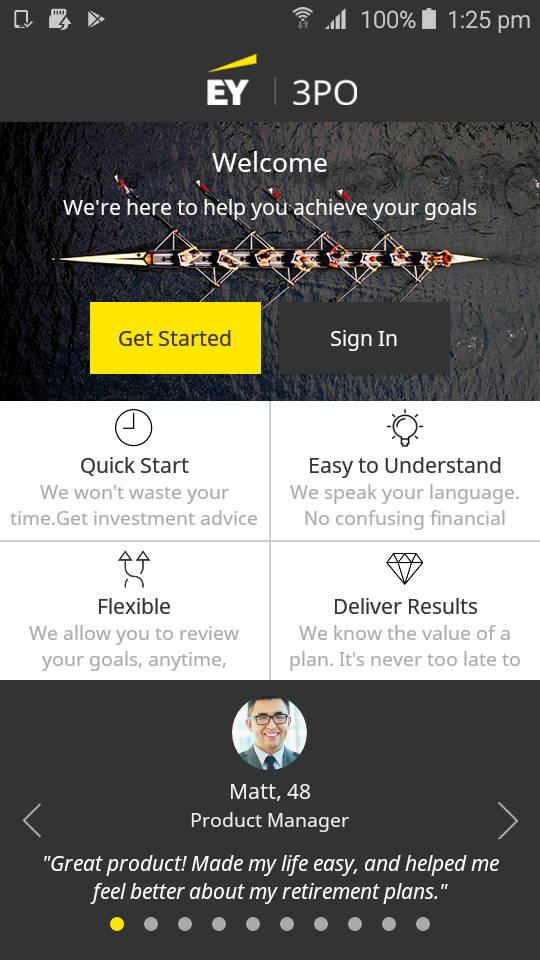 100% 1:25 pm
EY | 3PO
Welcome
We're here to help you achieve your goals
Get Started
Sign In
Quick Start
We won't waste your
time.Get investment advice
Easy to Understand
We speak your language.
No confusing financial
Flexible
We allow you to review
your goals, anytime,
Deliver Results
We know the value of a
plan. It's never too late to
Matt, 48
Product Manager
"Great product! Made my life easy, and helped me
feel better about my retirement plans."